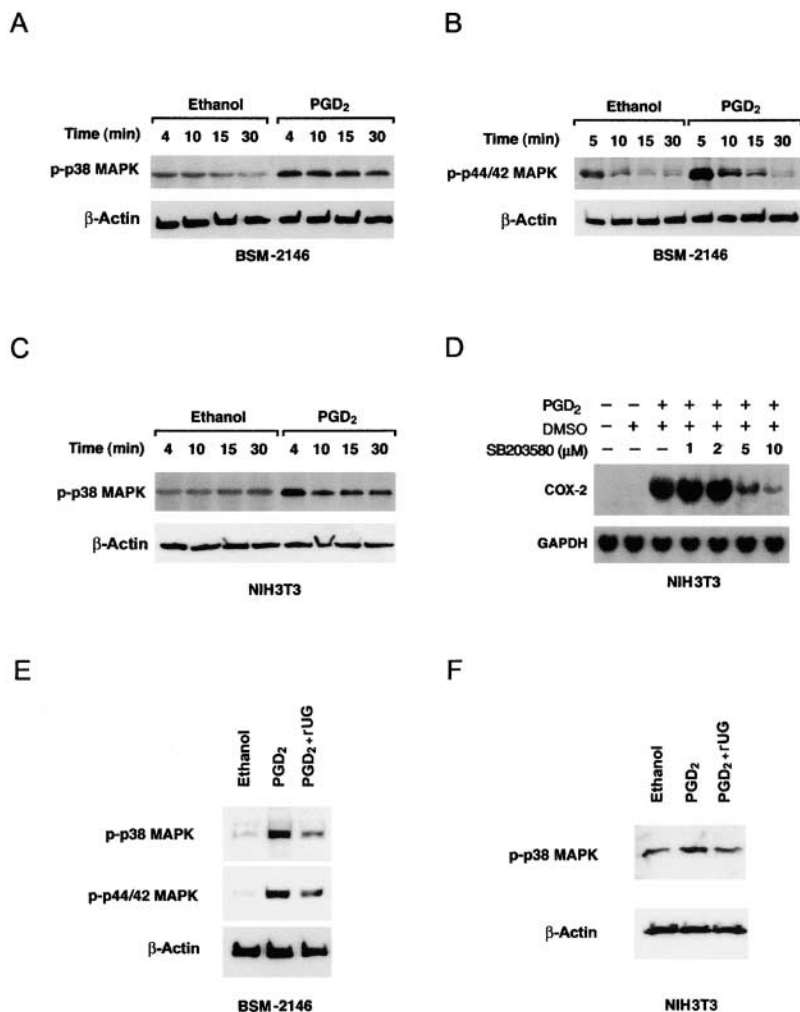 A
Ethanol PGD₂
Time (min) 4 10 15 30 4 10 15 30
p-p38 MAPK
β-Actin
BSM-2146
B
Ethanol PGD₂
Time (min) 5 10 15 30 5 10 15 30
p-p44/42 MAPK
β-Actin
BSM-2146
C
Ethanol PGD₂
Time (min) 4 10 15 30 4 10 15 30
p-p38 MAPK
β-Actin
NIH3T3
D
PGD₂ – – + + + + +
DMSO – + + + + + +
SB203580 (μM) – – – 1 2 5 10
COX-2
GAPDH
NIH3T3
E
Ethanol
PGD₂
PGD₂+rUG
p-p38 MAPK
p-p44/42 MAPK
β-Actin
BSM-2146
F
Ethanol
PGD₂
PGD₂+rUG
p-p38 MAPK
β-Actin
NIH3T3